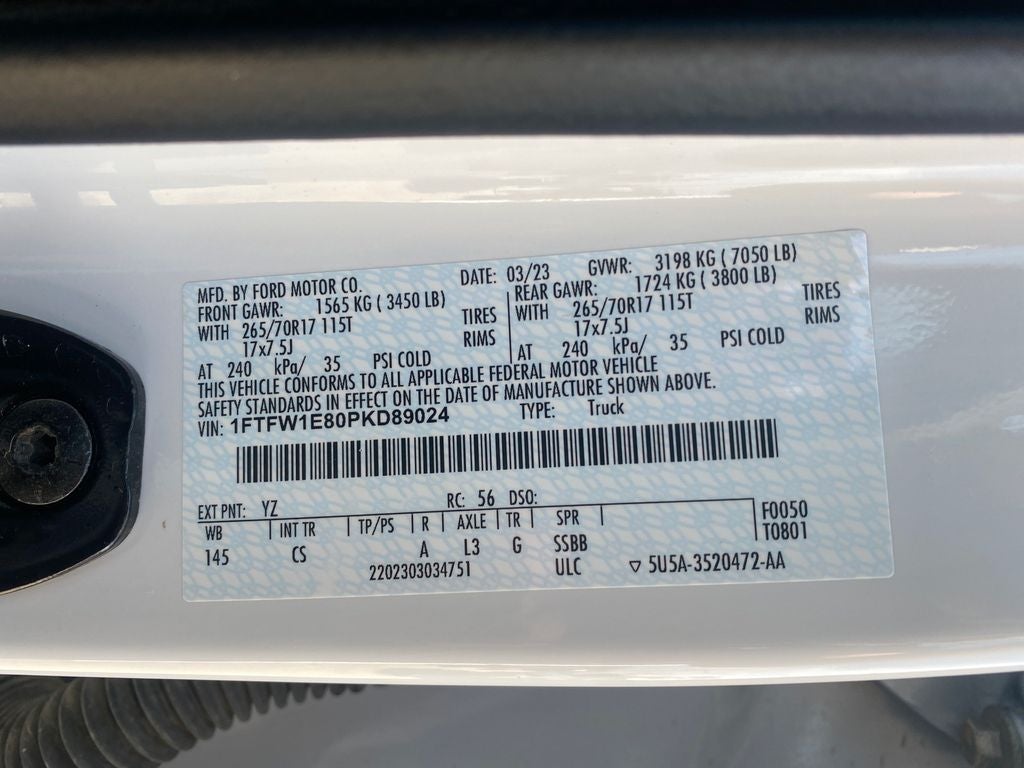 MFD. BY FORD MOTOR CO. DATE: 03/23 GVWR: 3198 KG ( 7050 LB)
FRONT GAWR: 1565 KG ( 3450 LB) REAR GAWR: 1724 KG ( 3800 LB)
WITH 265/70R17 115T TIRES WITH 265/70R17 115T TIRES
17x7.5J RIMS 17x7.5J RIMS
AT 240 kPa/ 35 PSI COLD AT 240 kPa/ 35 PSI COLD
THIS VEHICLE CONFORMS TO ALL APPLICABLE FEDERAL MOTOR VEHICLE
SAFETY STANDARDS IN EFFECT ON THE DATE OF MANUFACTURE SHOWN ABOVE.
VIN: 1FTFW1E80PKD89024 TYPE: Truck
EXT PNT: YZ RC: 56 DSO:
WB INT TR TP/PS R AXLE TR SPR F0050
145 CS A L3 G SSBB T0801
2202303034751 ULC ▽ 5U5A-3520472-AA